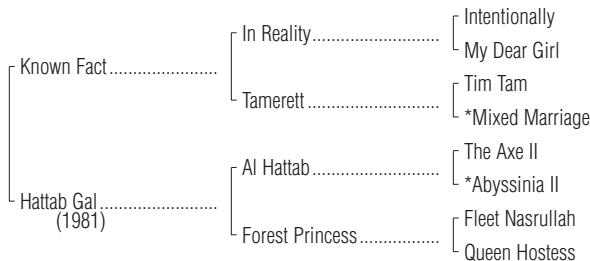 Intentionally
In Reality
My Dear Girl
Known Fact
Tim Tam
Tamerett
*Mixed Marriage
The Axe II
Al Hattab
*Abyssinia II
Hattab Gal
(1981)
Fleet Nasrullah
Forest Princess
Queen Hostess